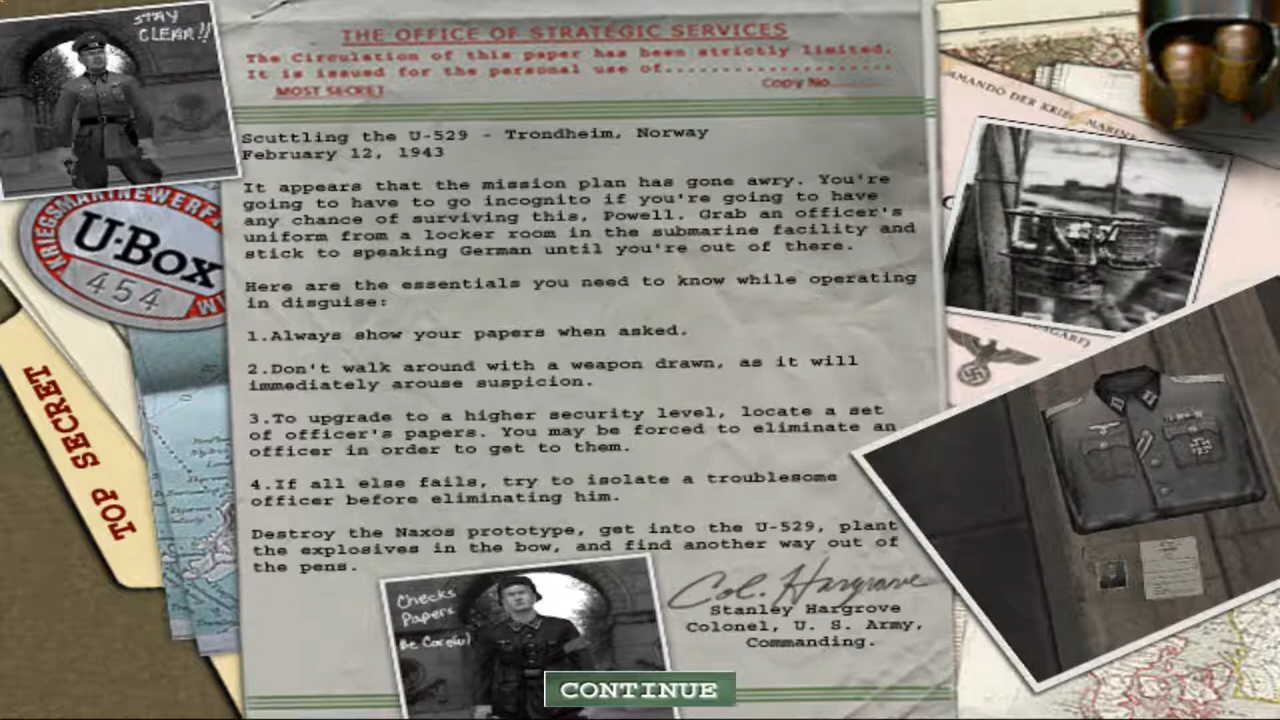 STAY
CLEAR!!
THE OFFICE OF STRATEGIC SERVICES
The Circulation of this paper has been strictly limited.
It is issued for the personal use of....................
MOST SECRET
Copy No.........
Scuttling the U-529 - Trondheim, Norway
February 12, 1943
It appears that the mission plan has gone awry. You're
going to have to go incognito if you're going to have
any chance of surviving this, Powell. Grab an officer's
uniform from a locker room in the submarine facility and
stick to speaking German until you're out of there.
Here are the essentials you need to know while operating
in disguise:
1.Always show your papers when asked.
2.Don't walk around with a weapon drawn, as it will
immediately arouse suspicion.
3.To upgrade to a higher security level, locate a set
of officer's papers. You may be forced to eliminate an
officer in order to get to them.
4.If all else fails, try to isolate a troublesome
officer before eliminating him.
Destroy the Naxos prototype, get into the U-529, plant
the explosives in the bow, and find another way out of
the pens.
Col. Hargrave
Stanley Hargrove
Colonel, U. S. Army,
Commanding.
Checks
Papers
Be Careful
CONTINUE
KRIEGSMARINEWERF
U-Box
454
TOP SECRET
AMANDO DER KRIE MARINE